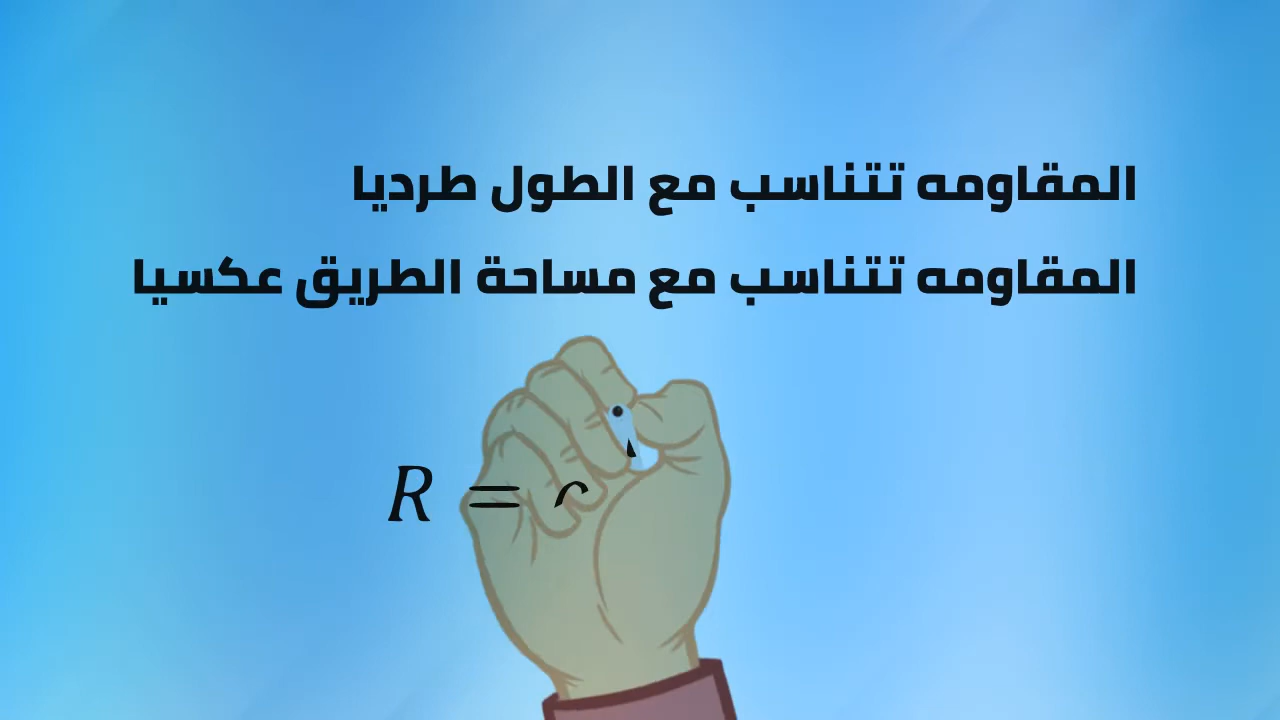 المقاومه تتناسب مع الطول طرديا
المقاومه تتناسب مع مساحة الطريق عكسيا
R =